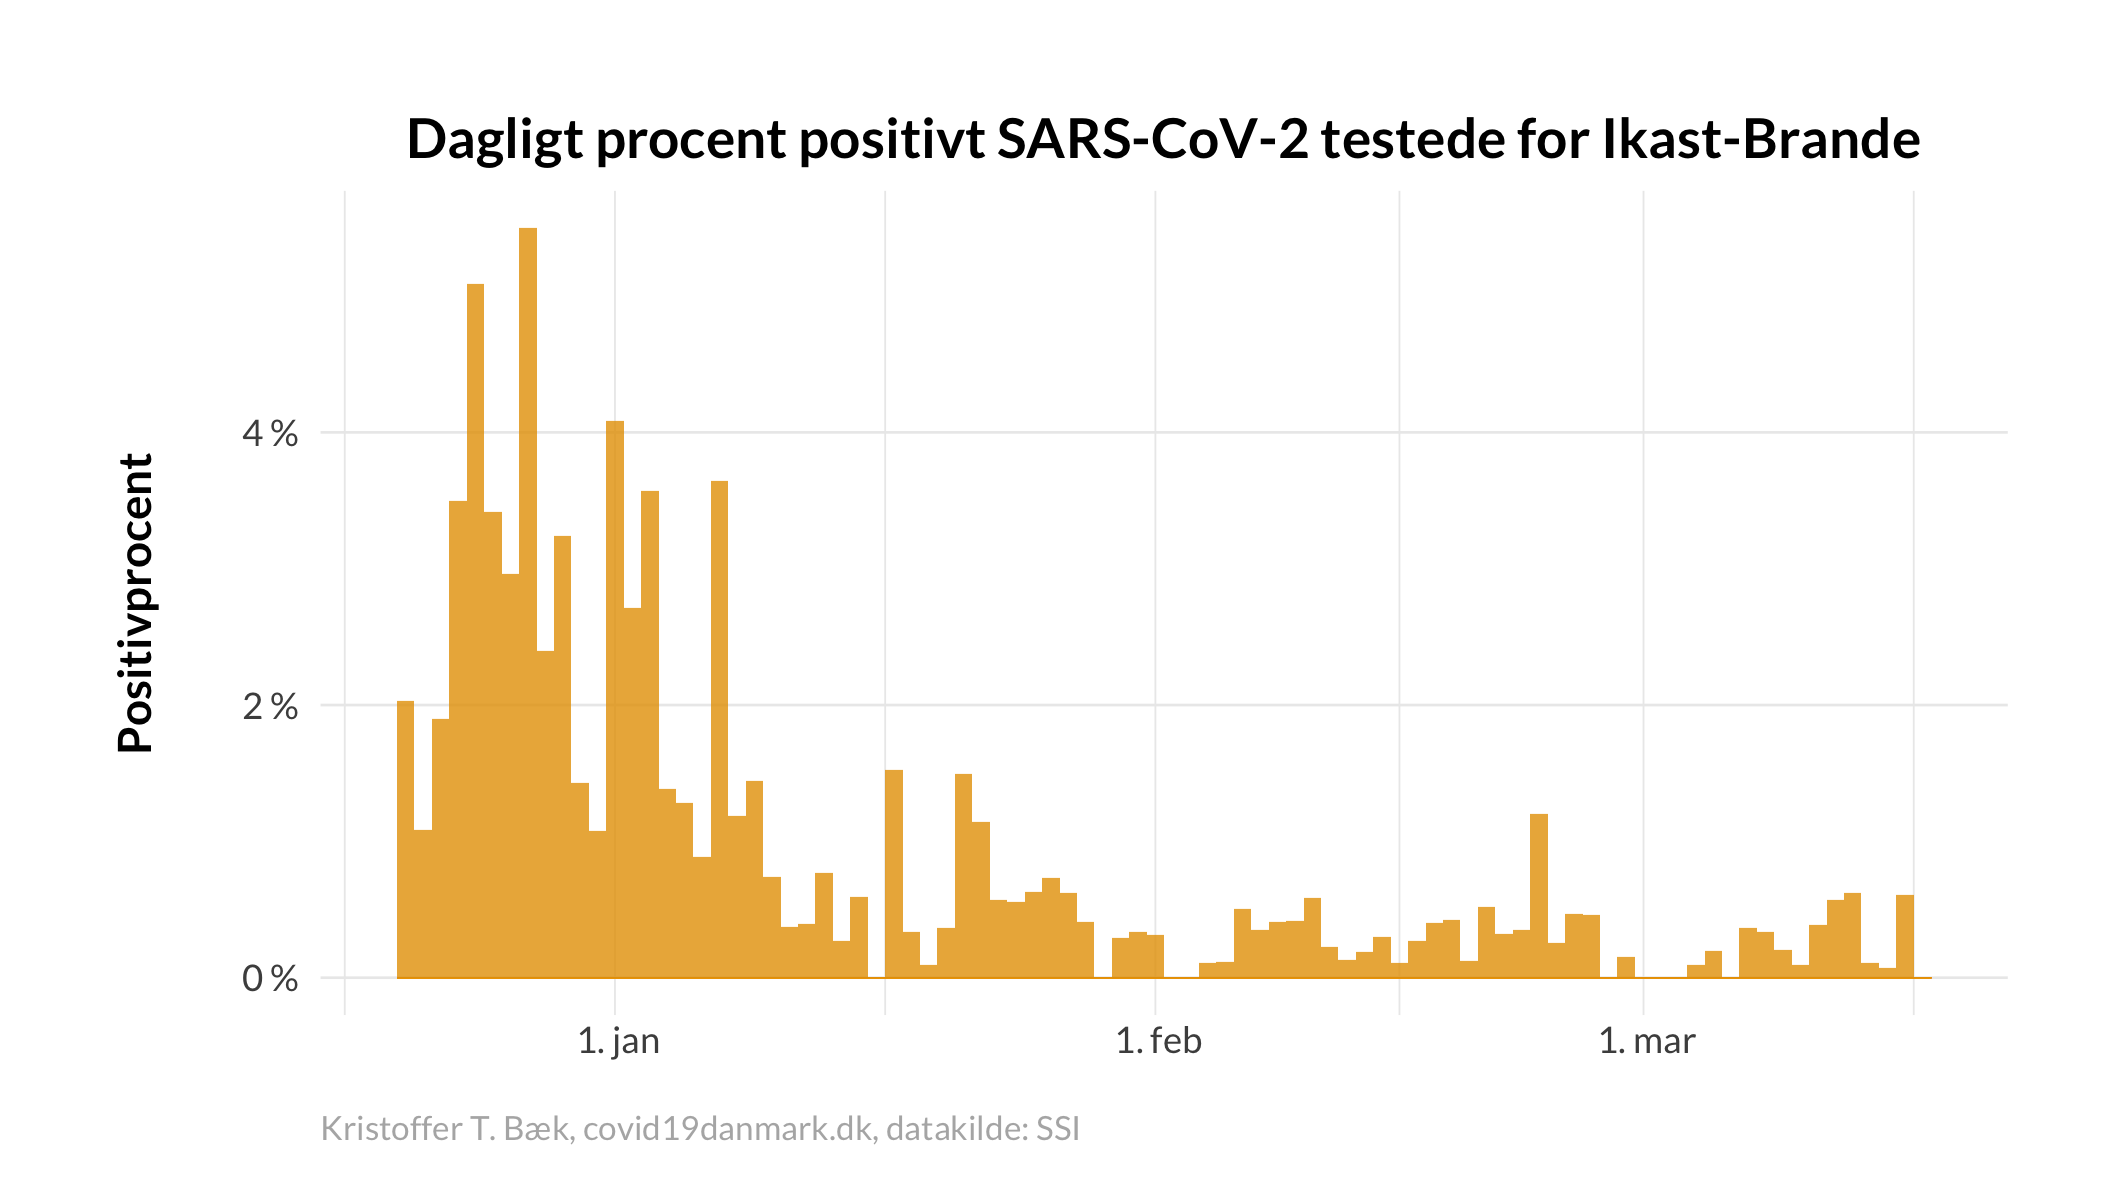 Dagligt procent positivt SARS-CoV-2 testede for Ikast-Brande
Positivprocent
4 %
2 %
0 %
1. jan
1. feb
1. mar
Kristoffer T. Bæk, covid19danmark.dk, datakilde: SSI